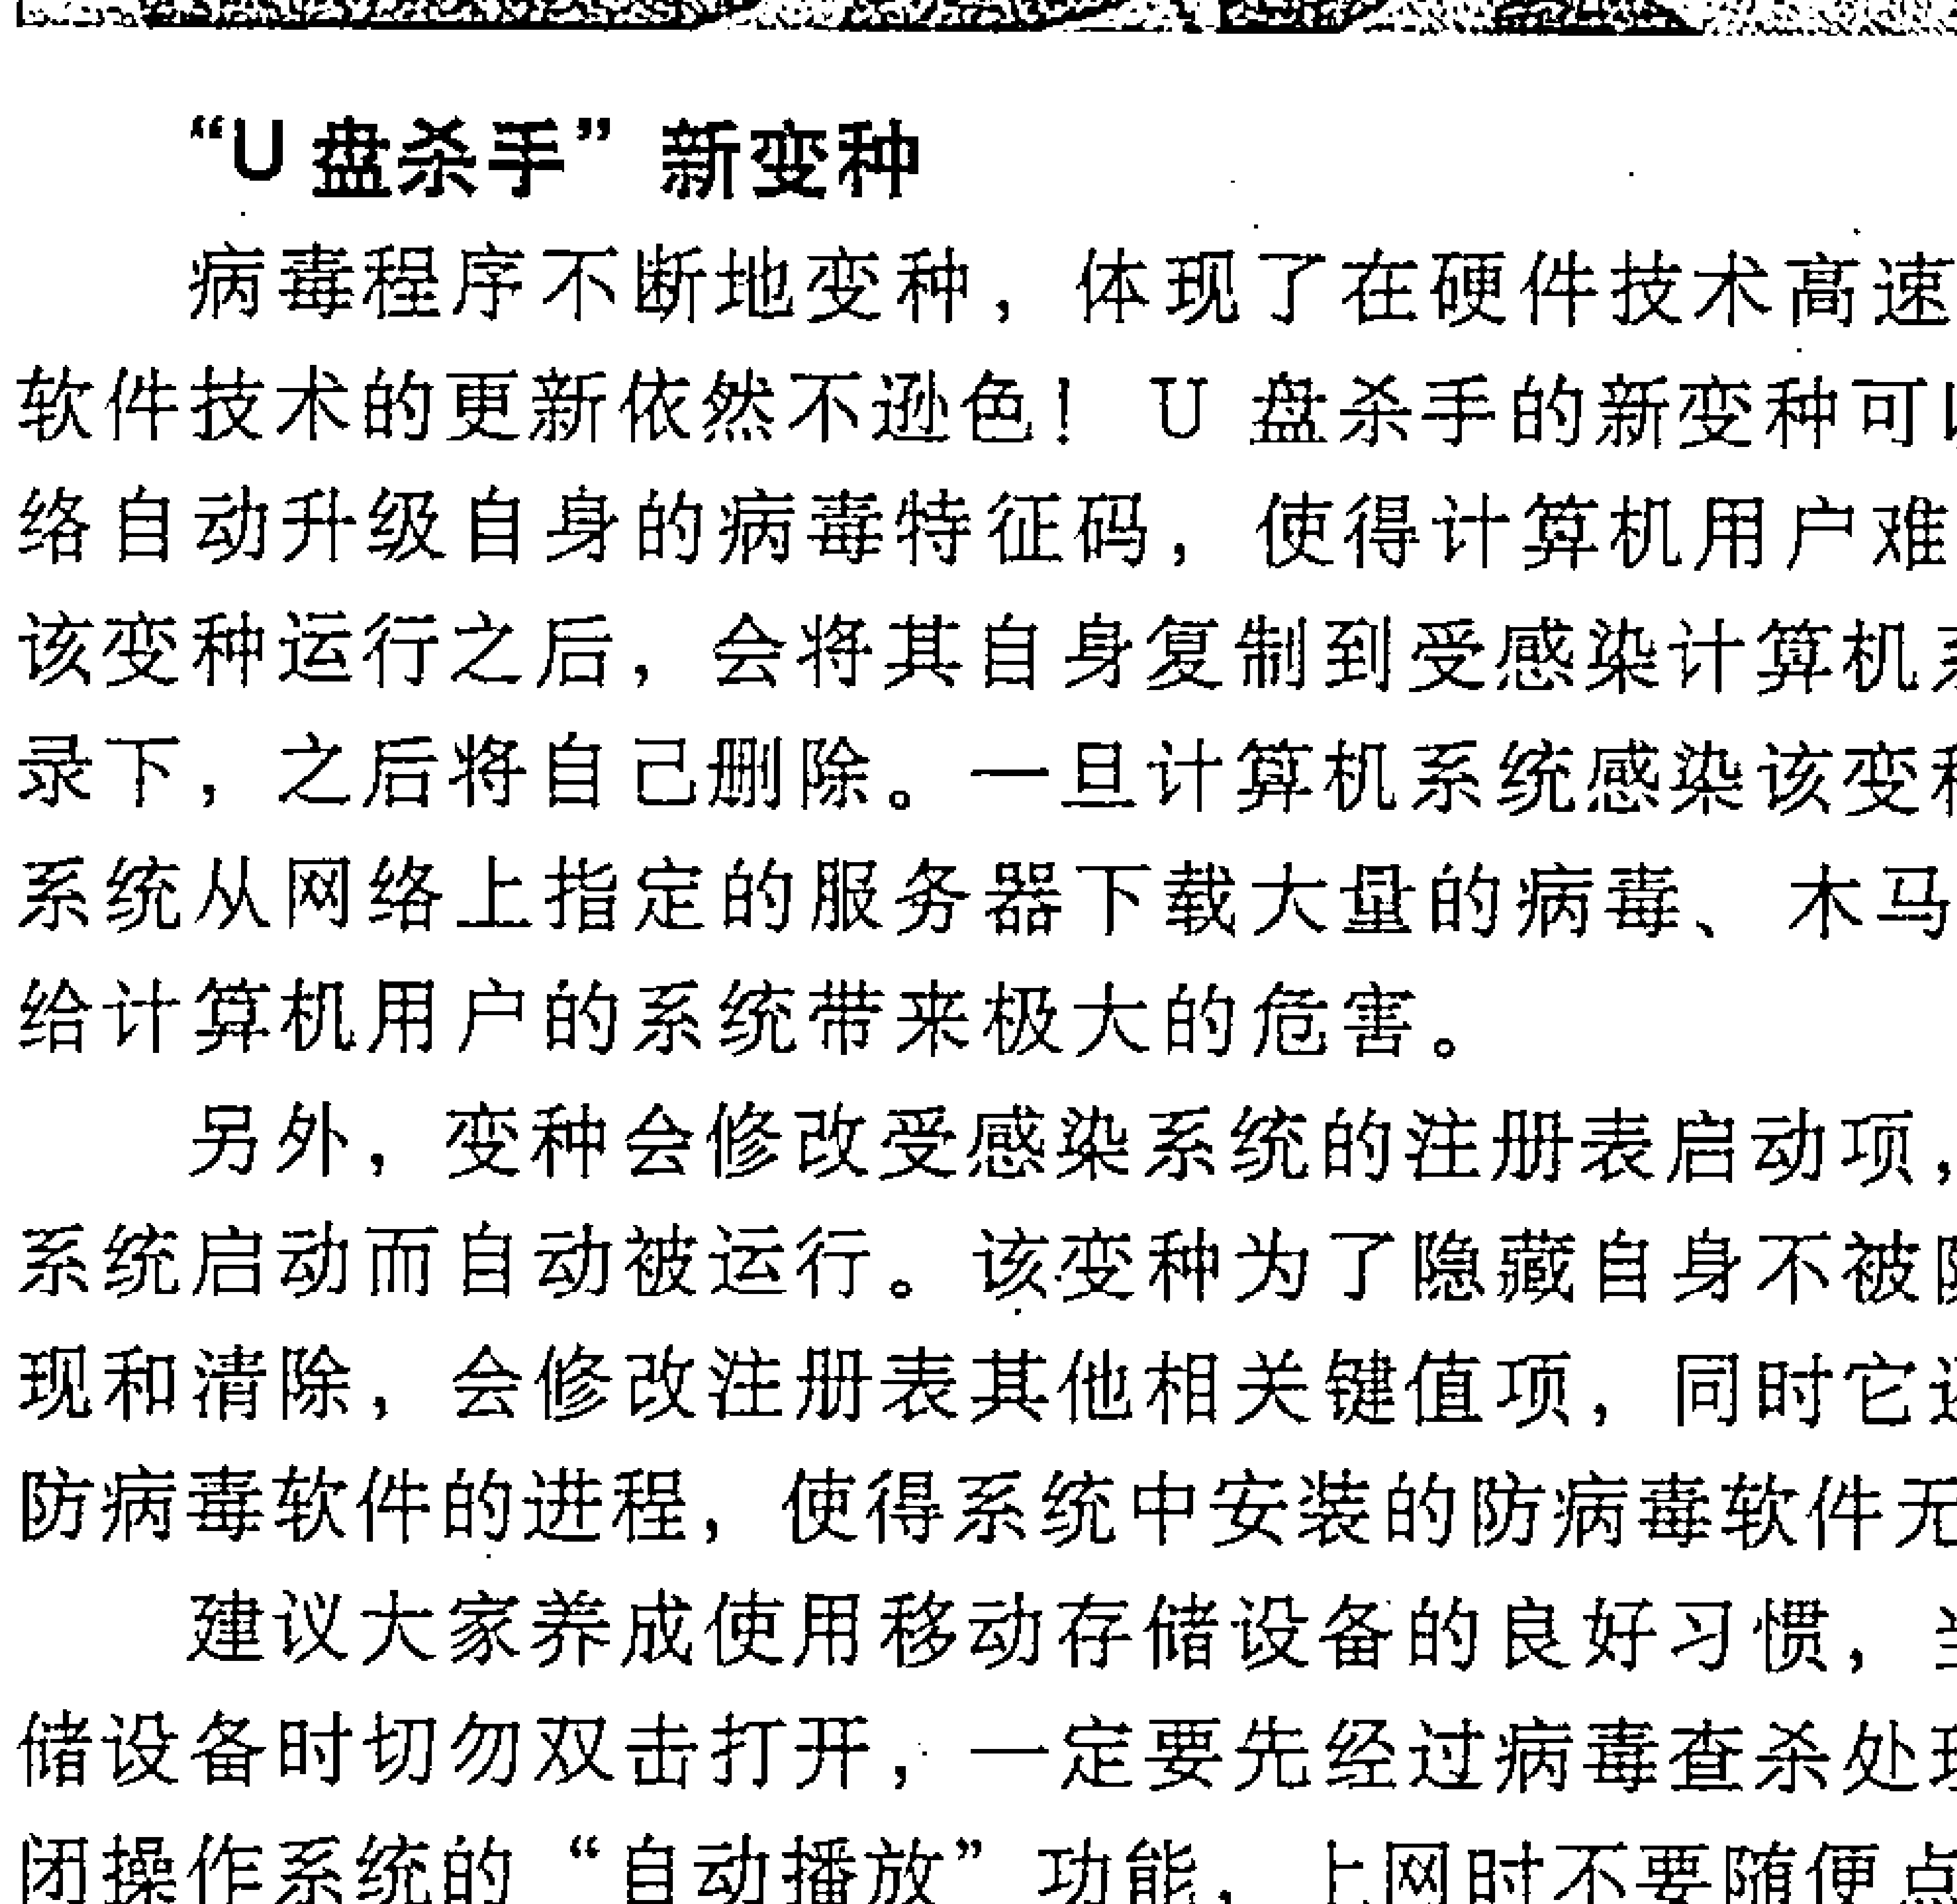 “U 盘杀手” 新变种
病毒程序不断地变种，体现了在硬件技术高速
软件技术的更新依然不逊色！U 盘杀手的新变种可以
络自动升级自身的病毒特征码，使得计算机用户难
该变种运行之后，会将其自身复制到受感染计算机系
录下，之后将自己删除。一旦计算机系统感染该变种
系统从网络上指定的服务器下载大量的病毒、木马
给计算机用户的系统带来极大的危害。
另外，变种会修改受感染系统的注册表启动项，
系统启动而自动被运行。该变种为了隐藏自身不被防
现和清除，会修改注册表其他相关键值项，同时它还
防病毒软件的进程，使得系统中安装的防病毒软件无
建议大家养成使用移动存储设备的良好习惯，当
储设备时切勿双击打开，一定要先经过病毒查杀处理
闭操作系统的 “自动播放” 功能，上网时不要随便点